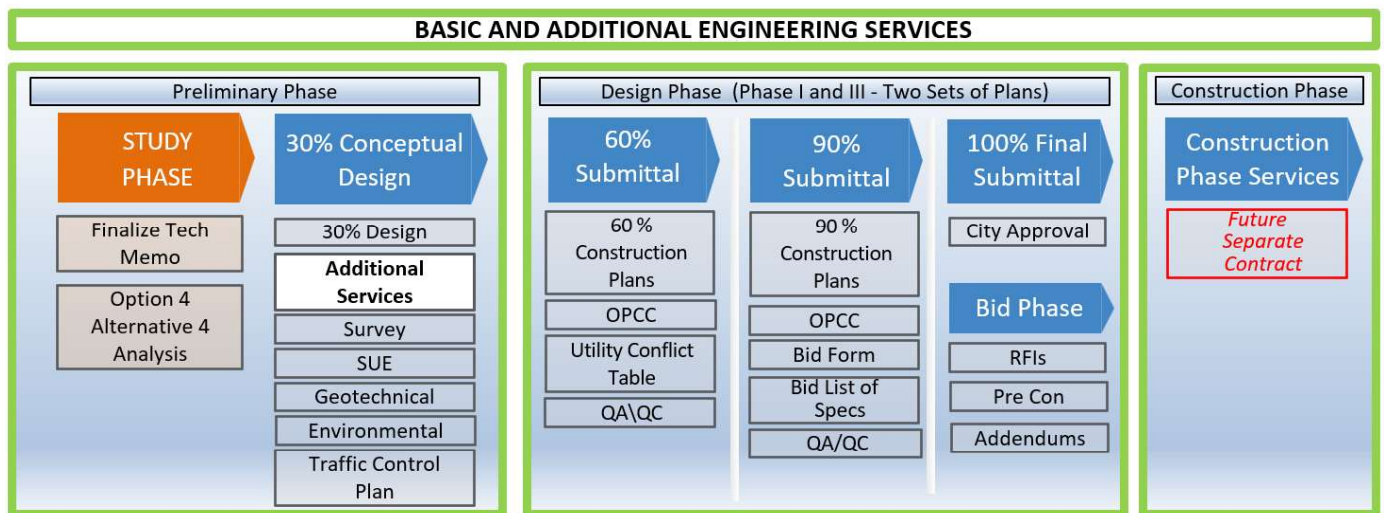 BASIC AND ADDITIONAL ENGINEERING SERVICES
Preliminary Phase
STUDY
PHASE
Finalize Tech
Memo
Option 4
Alternative 4
Analysis
30% Conceptual
Design
30% Design
Additional
Services
Survey
SUE
Geotechnical
Environmental
Traffic Control
Plan
Design Phase (Phase I and III - Two Sets of Plans)
60%
Submittal
60 %
Construction
Plans
OPCC
Utility Conflict
Table
QA\QC
90%
Submittal
90 %
Construction
Plans
OPCC
Bid Form
Bid List of
Specs
QA/QC
100% Final
Submittal
City Approval
Bid Phase
RFIs
Pre Con
Addendums
Construction Phase
Construction
Phase Services
Future
Separate
Contract